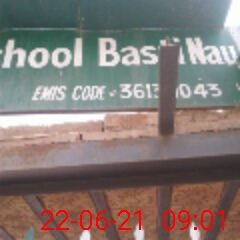 chool Basti Nau
EMIS CODE - 3613 043
22-06-21 09:01